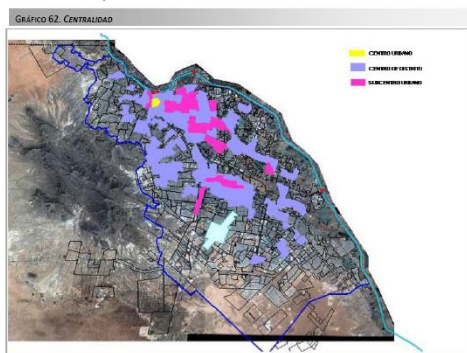 GRÁFICO 62. CENTRALIDAD
CENTRO URBANO
CENTRO DE DISTRITO
SUBCENTRO URBANO